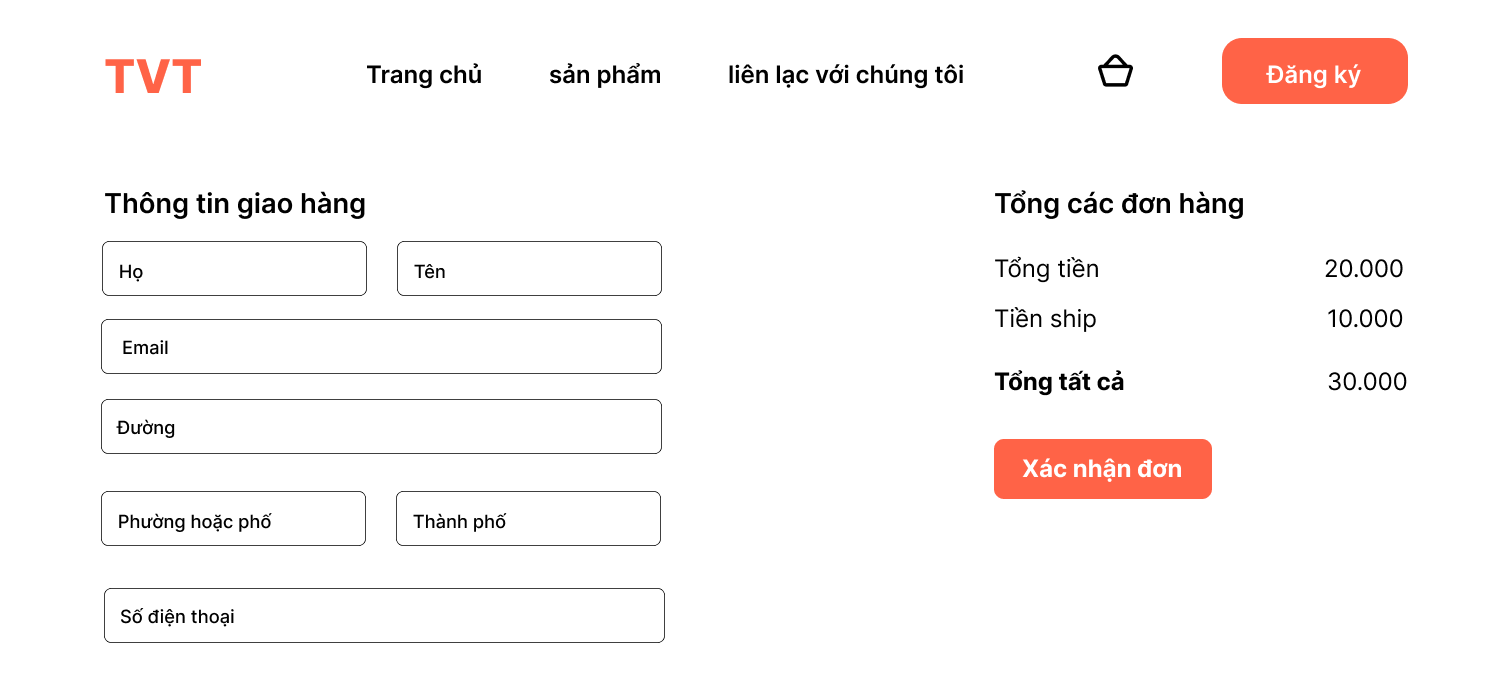 TVT
Trang chủ
sản phẩm
liên lạc với chúng tôi
Đăng ký
Thông tin giao hàng
Họ
Tên
Email
Đường
Phường hoặc phố
Thành phố
Số điện thoại
Tổng các đơn hàng
Tổng tiền 20.000
Tiền ship 10.000
Tổng tất cả 30.000
Xác nhận đơn